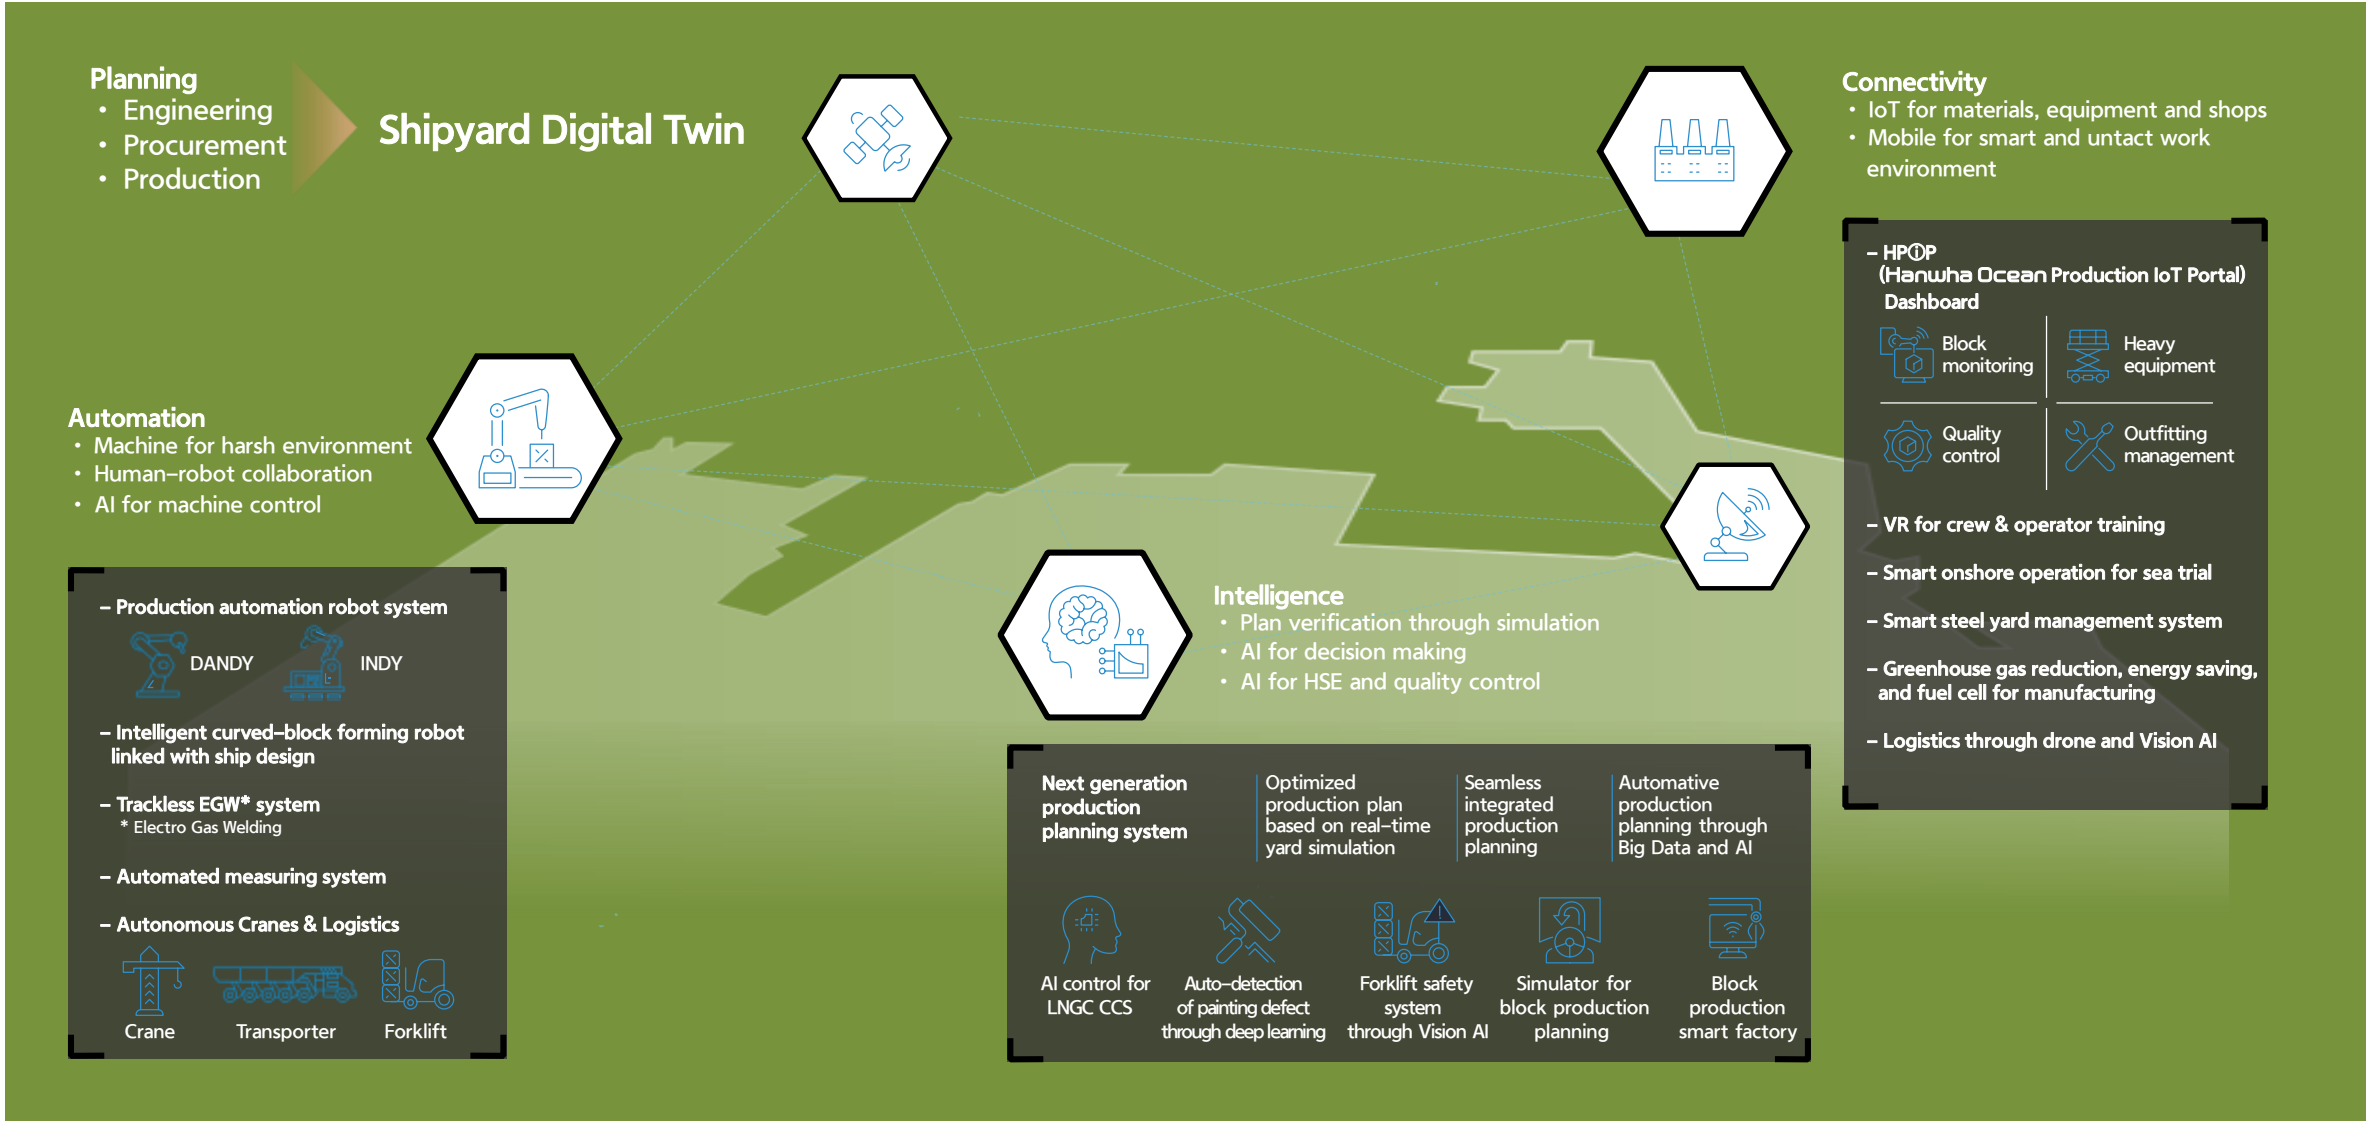 Planning
• Engineering
• Procurement
• Production
Shipyard Digital Twin
Connectivity
• IoT for materials, equipment and shops
• Mobile for smart and untact work
environment
– HPⓘP
(Hanwha Ocean Production IoT Portal)
Dashboard
Block
monitoring
Heavy
equipment
Quality
control
Outfitting
management
– VR for crew & operator training
– Smart onshore operation for sea trial
– Smart steel yard management system
– Greenhouse gas reduction, energy saving,
and fuel cell for manufacturing
– Logistics through drone and Vision AI
Automation
• Machine for harsh environment
• Human–robot collaboration
• AI for machine control
– Production automation robot system
DANDY
INDY
– Intelligent curved–block forming robot
linked with ship design
– Trackless EGW* system
* Electro Gas Welding
– Automated measuring system
– Autonomous Cranes & Logistics
Crane
Transporter
Forklift
Intelligence
• Plan verification through simulation
• AI for decision making
• AI for HSE and quality control
Next generation
production
planning system
Optimized
production plan
based on real–time
yard simulation
Seamless
integrated
production
planning
Automative
production
planning through
Big Data and AI
AI control for
LNGC CCS
Auto–detection
of painting defect
through deep learning
Forklift safety
system
through Vision AI
Simulator for
block production
planning
Block
production
smart factory